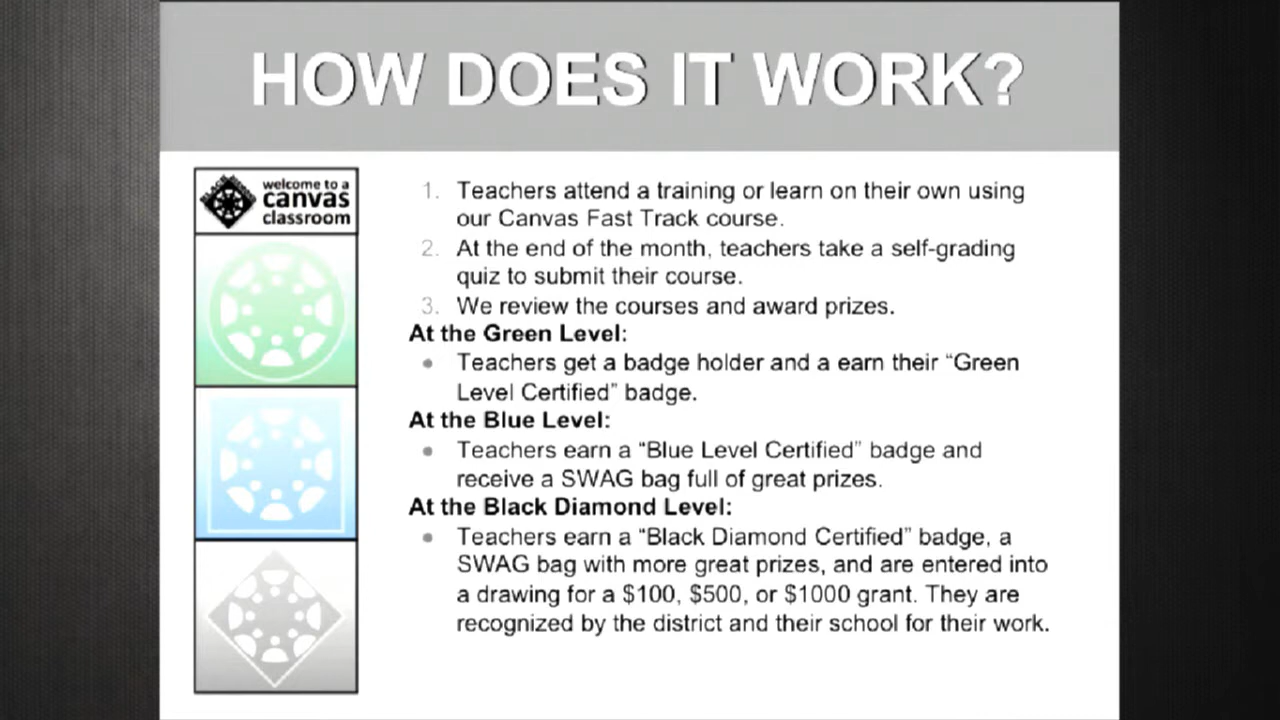 HOW DOES IT WORK?
welcome to a
canvas
classroom
1. Teachers attend a training or learn on their own using
our Canvas Fast Track course.
2. At the end of the month, teachers take a self-grading
quiz to submit their course.
3. We review the courses and award prizes.
At the Green Level:
• Teachers get a badge holder and a earn their “Green
Level Certified” badge.
At the Blue Level:
• Teachers earn a “Blue Level Certified” badge and
receive a SWAG bag full of great prizes.
At the Black Diamond Level:
• Teachers earn a “Black Diamond Certified” badge, a
SWAG bag with more great prizes, and are entered into
a drawing for a $100, $500, or $1000 grant. They are
recognized by the district and their school for their work.